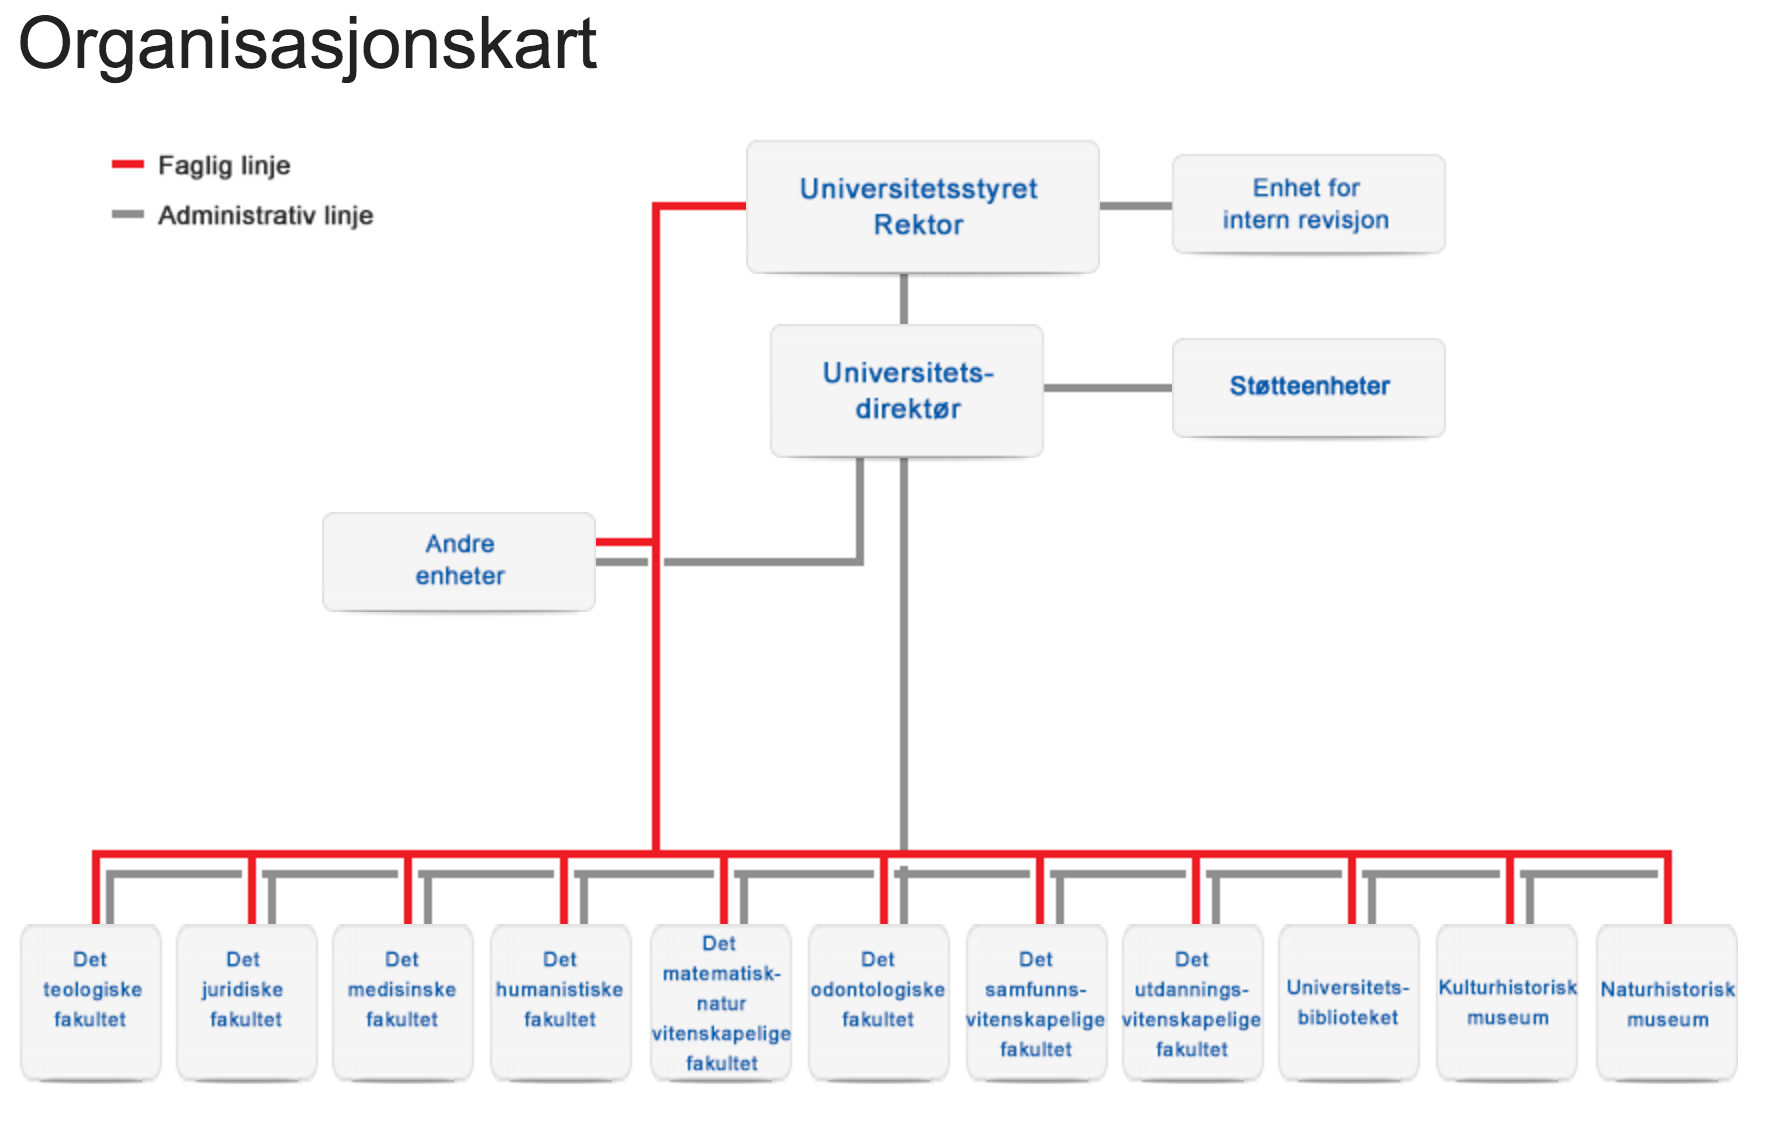 Organisasjonskart
Faglig linje
Administrativ linje
Universitetsstyret
Rektor
Enhet for
intern revisjon
Universitets-
direktør
Støtteenheter
Andre
enheter
Det
teologiske
fakultet
Det
juridiske
fakultet
Det
medisinske
fakultet
Det
humanistiske
fakultet
Det
matematisk-
natur
vitenskapelige
fakultet
Det
odontologiske
fakultet
Det
samfunns-
vitenskapelige
fakultet
Det
utdannings-
vitenskapelige
fakultet
Universitets-
biblioteket
Kulturhistorisk
museum
Naturhistorisk
museum